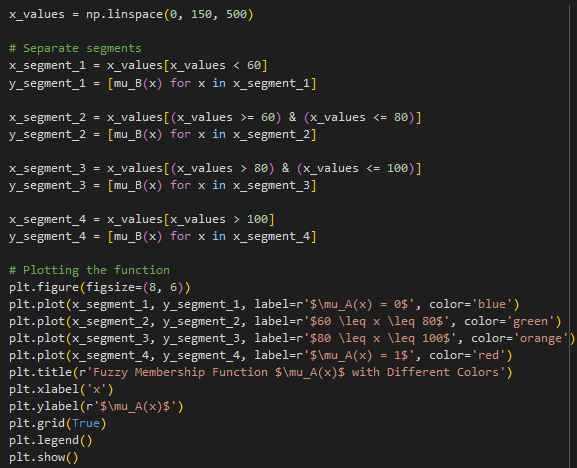 x_values = np.linspace(0, 150, 500)
# Separate segments
x_segment_1 = x_values[x_values < 60]
y_segment_1 = [mu_B(x) for x in x_segment_1]
x_segment_2 = x_values[(x_values >= 60) & (x_values <= 80)]
y_segment_2 = [mu_B(x) for x in x_segment_2]
x_segment_3 = x_values[(x_values > 80) & (x_values <= 100)]
y_segment_3 = [mu_B(x) for x in x_segment_3]
x_segment_4 = x_values[x_values > 100]
y_segment_4 = [mu_B(x) for x in x_segment_4]
# Plotting the function
plt.figure(figsize=(8, 6))
plt.plot(x_segment_1, y_segment_1, label=r'$\mu_A(x) = 0$', color='blue')
plt.plot(x_segment_2, y_segment_2, label=r'$60 \leq x \leq 80$', color='green')
plt.plot(x_segment_3, y_segment_3, label=r'$80 \leq x \leq 100$', color='orange')
plt.plot(x_segment_4, y_segment_4, label=r'$\mu_A(x) = 1$', color='red')
plt.title(r'Fuzzy Membership Function $\mu_A(x)$ with Different Colors')
plt.xlabel('x')
plt.ylabel(r'$\mu_A(x)$')
plt.grid(True)
plt.legend()
plt.show()